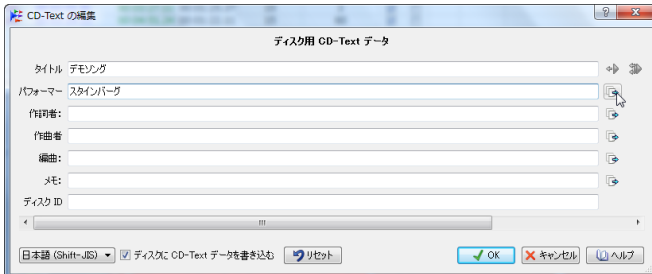 CD-Text の編集
ディスク用 CD-Text データ
タイトル デモソング
パフォーマー スタインバーグ
作詞者:
作曲者
編曲:
メモ:
ディスク ID
日本語 (Shift-JIS) ディスクに CD-Text データを書き込む リセット OK キャンセル ヘルプ